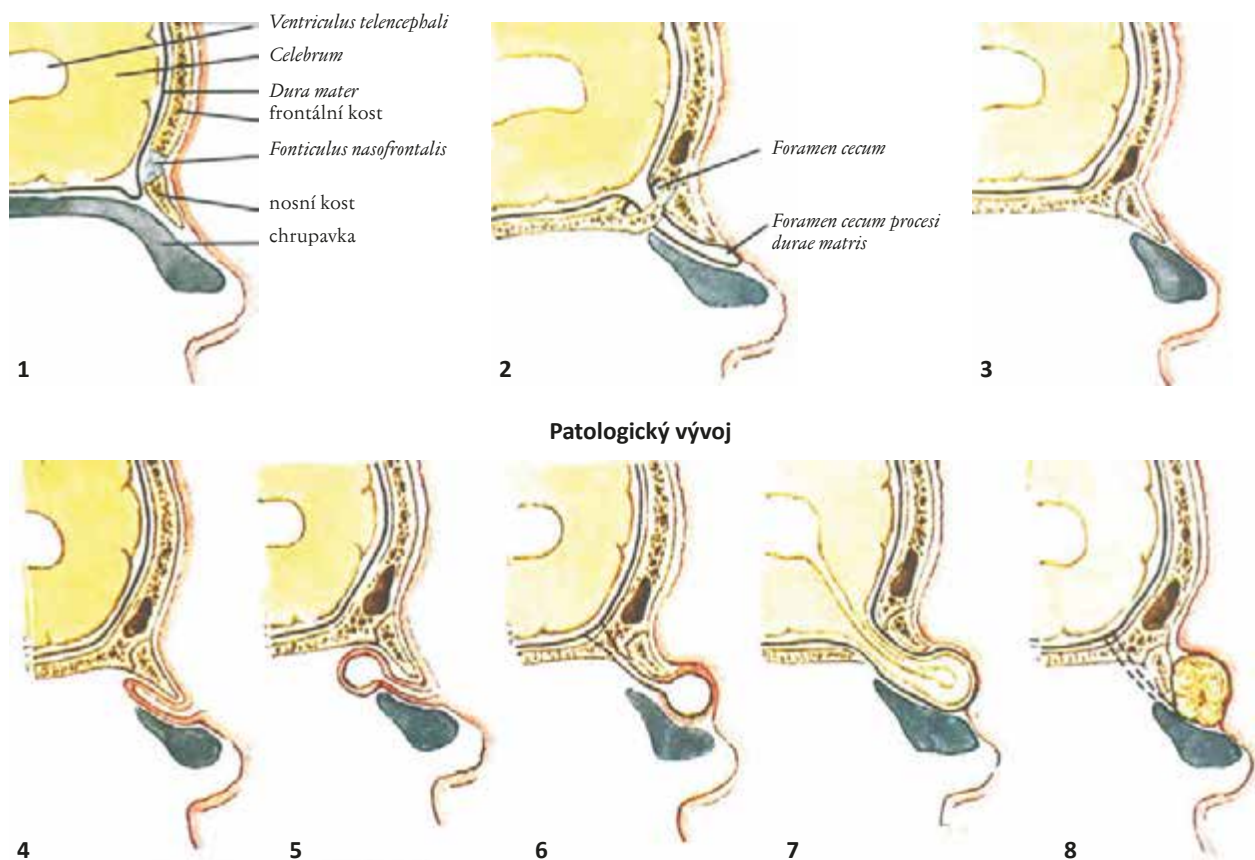 Ventriculus telencephali
Celebrum
Dura mater
frontální kost
Fonticulus nasofrontalis
nosní kost
chrupavka
1
Foramen cecum
Foramen cecum procesi
durae matris
2
3
Patologický vývoj
4
5
6
7
8